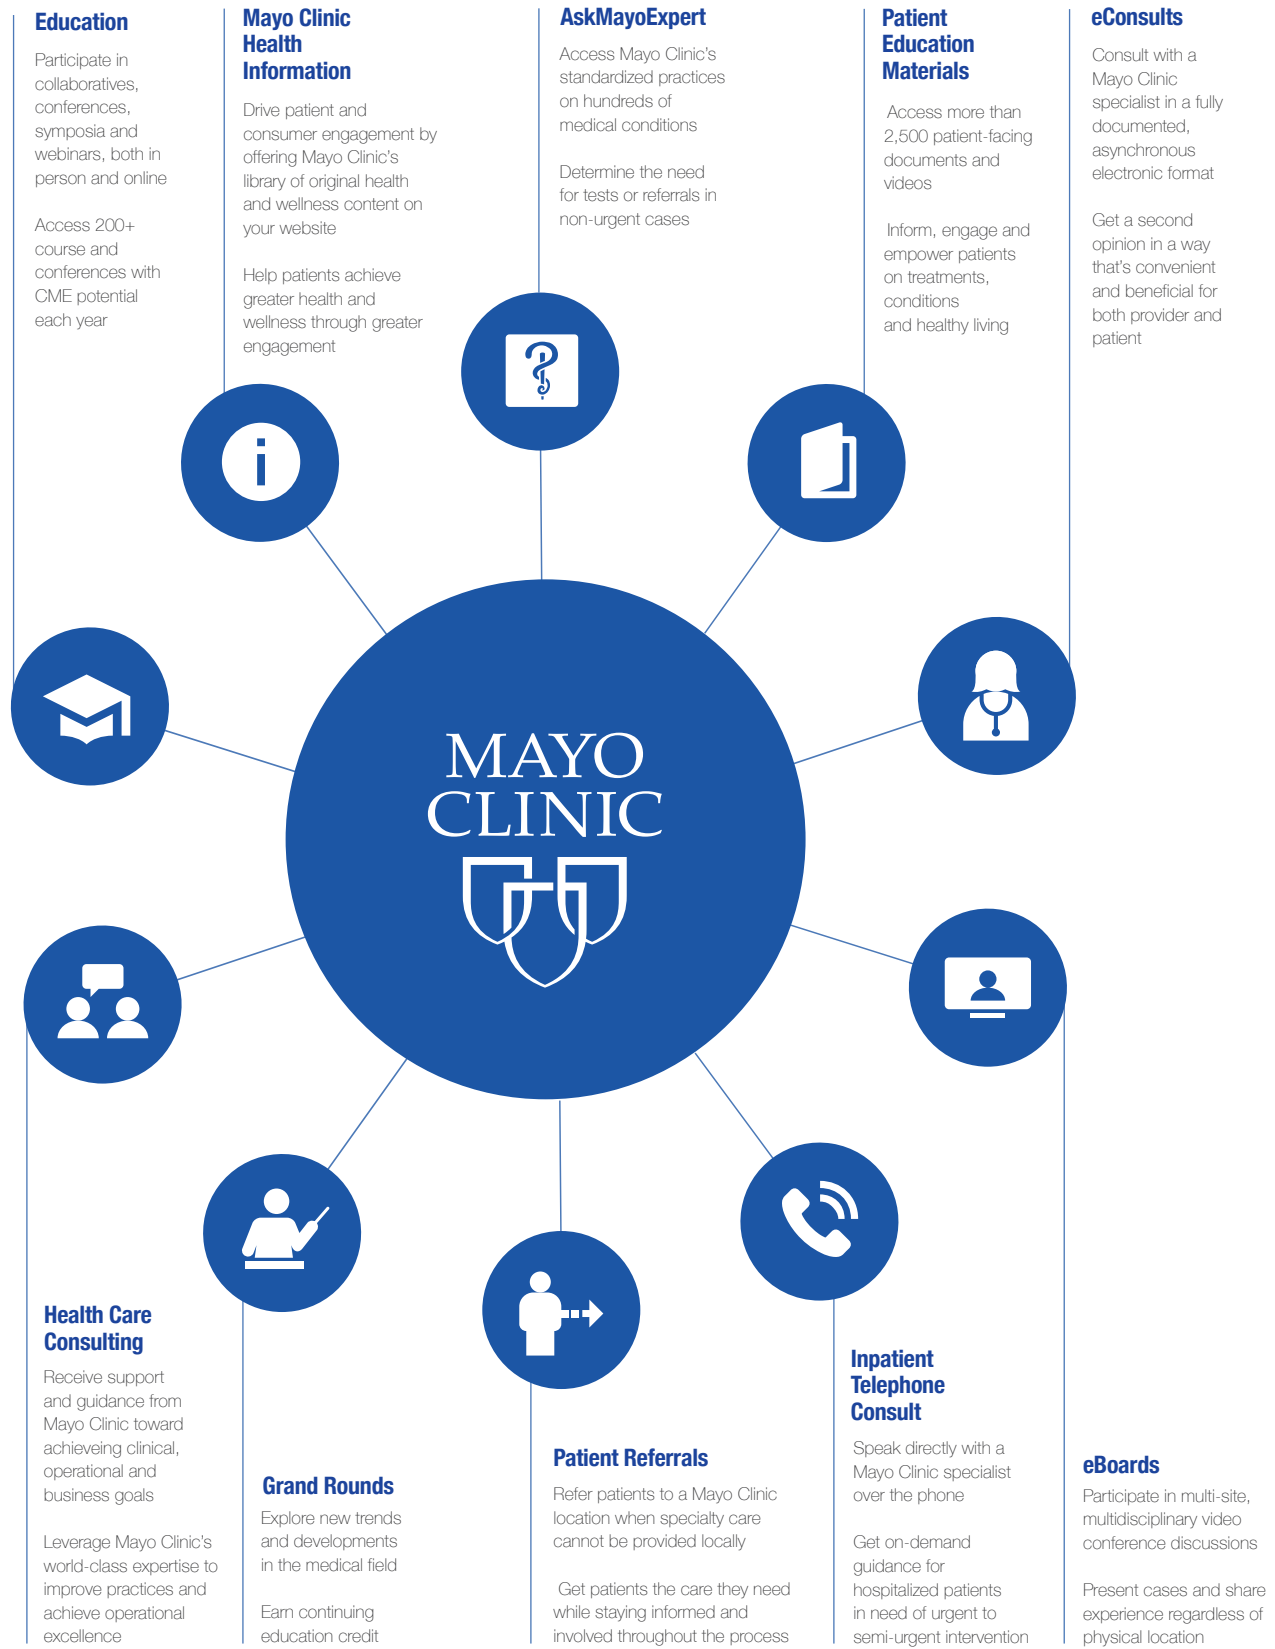 Education
Participate in
collaboratives,
conferences,
symposia and
webinars, both in
person and online
Access 200+
course and
conferences with
CME potential
each year
Mayo Clinic
Health
Information
Drive patient and
consumer engagement by
offering Mayo Clinic's
library of original health
and wellness content on
your website
Help patients achieve
greater health and
wellness through greater
engagement
AskMayoExpert
Access Mayo Clinic's
standardized practices
on hundreds of
medical conditions
Determine the need
for tests or referrals in
non-urgent cases
Patient
Education
Materials
Access more than
2,500 patient-facing
documents and
videos
Inform, engage and
empower patients
on treatments,
conditions
and healthy living
eConsults
Consult with a
Mayo Clinic
specialist in a fully
documented,
asynchronous
electronic format
Get a second
opinion in a way
that's convenient
and beneficial for
both provider and
patient
MAYO
CLINIC
Health Care
Consulting
Receive support
and guidance from
Mayo Clinic toward
achieveing clinical,
operational and
business goals
Leverage Mayo Clinic's
world-class expertise to
improve practices and
achieve operational
excellence
Grand Rounds
Explore new trends
and developments
in the medical field
Earn continuing
education credit
Patient Referrals
Refer patients to a Mayo Clinic
location when specialty care
cannot be provided locally
Get patients the care they need
while staying informed and
involved throughout the process
Inpatient
Telephone
Consult
Speak directly with a
Mayo Clinic specialist
over the phone
Get on-demand
guidance for
hospitalized patients
in need of urgent to
semi-urgent intervention
eBoards
Participate in multi-site,
multidisciplinary video
conference discussions
Present cases and share
experience regardless of
physical location